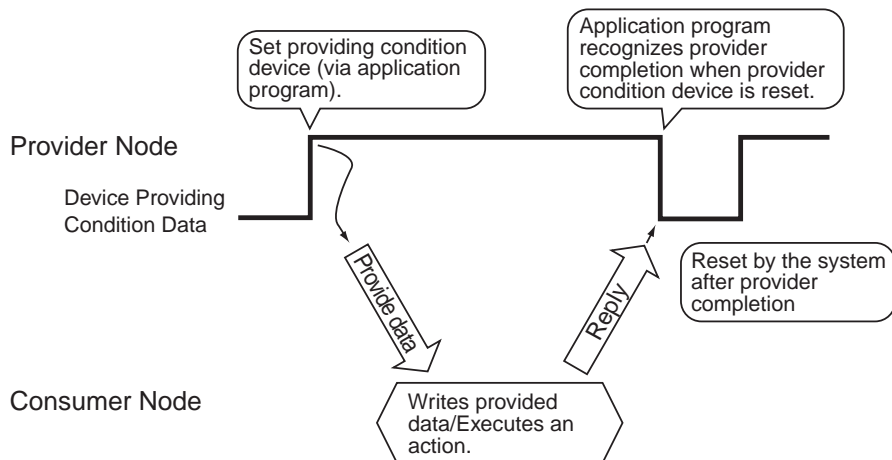 Set providing condition
device (via application
program).
Application program
recognizes provider
completion when provider
condition device is reset.
Provider Node
Device Providing
Condition Data
Provide data
Reply
Reset by the system
after provider
completion
Consumer Node
Writes provided
data/Executes an
action.